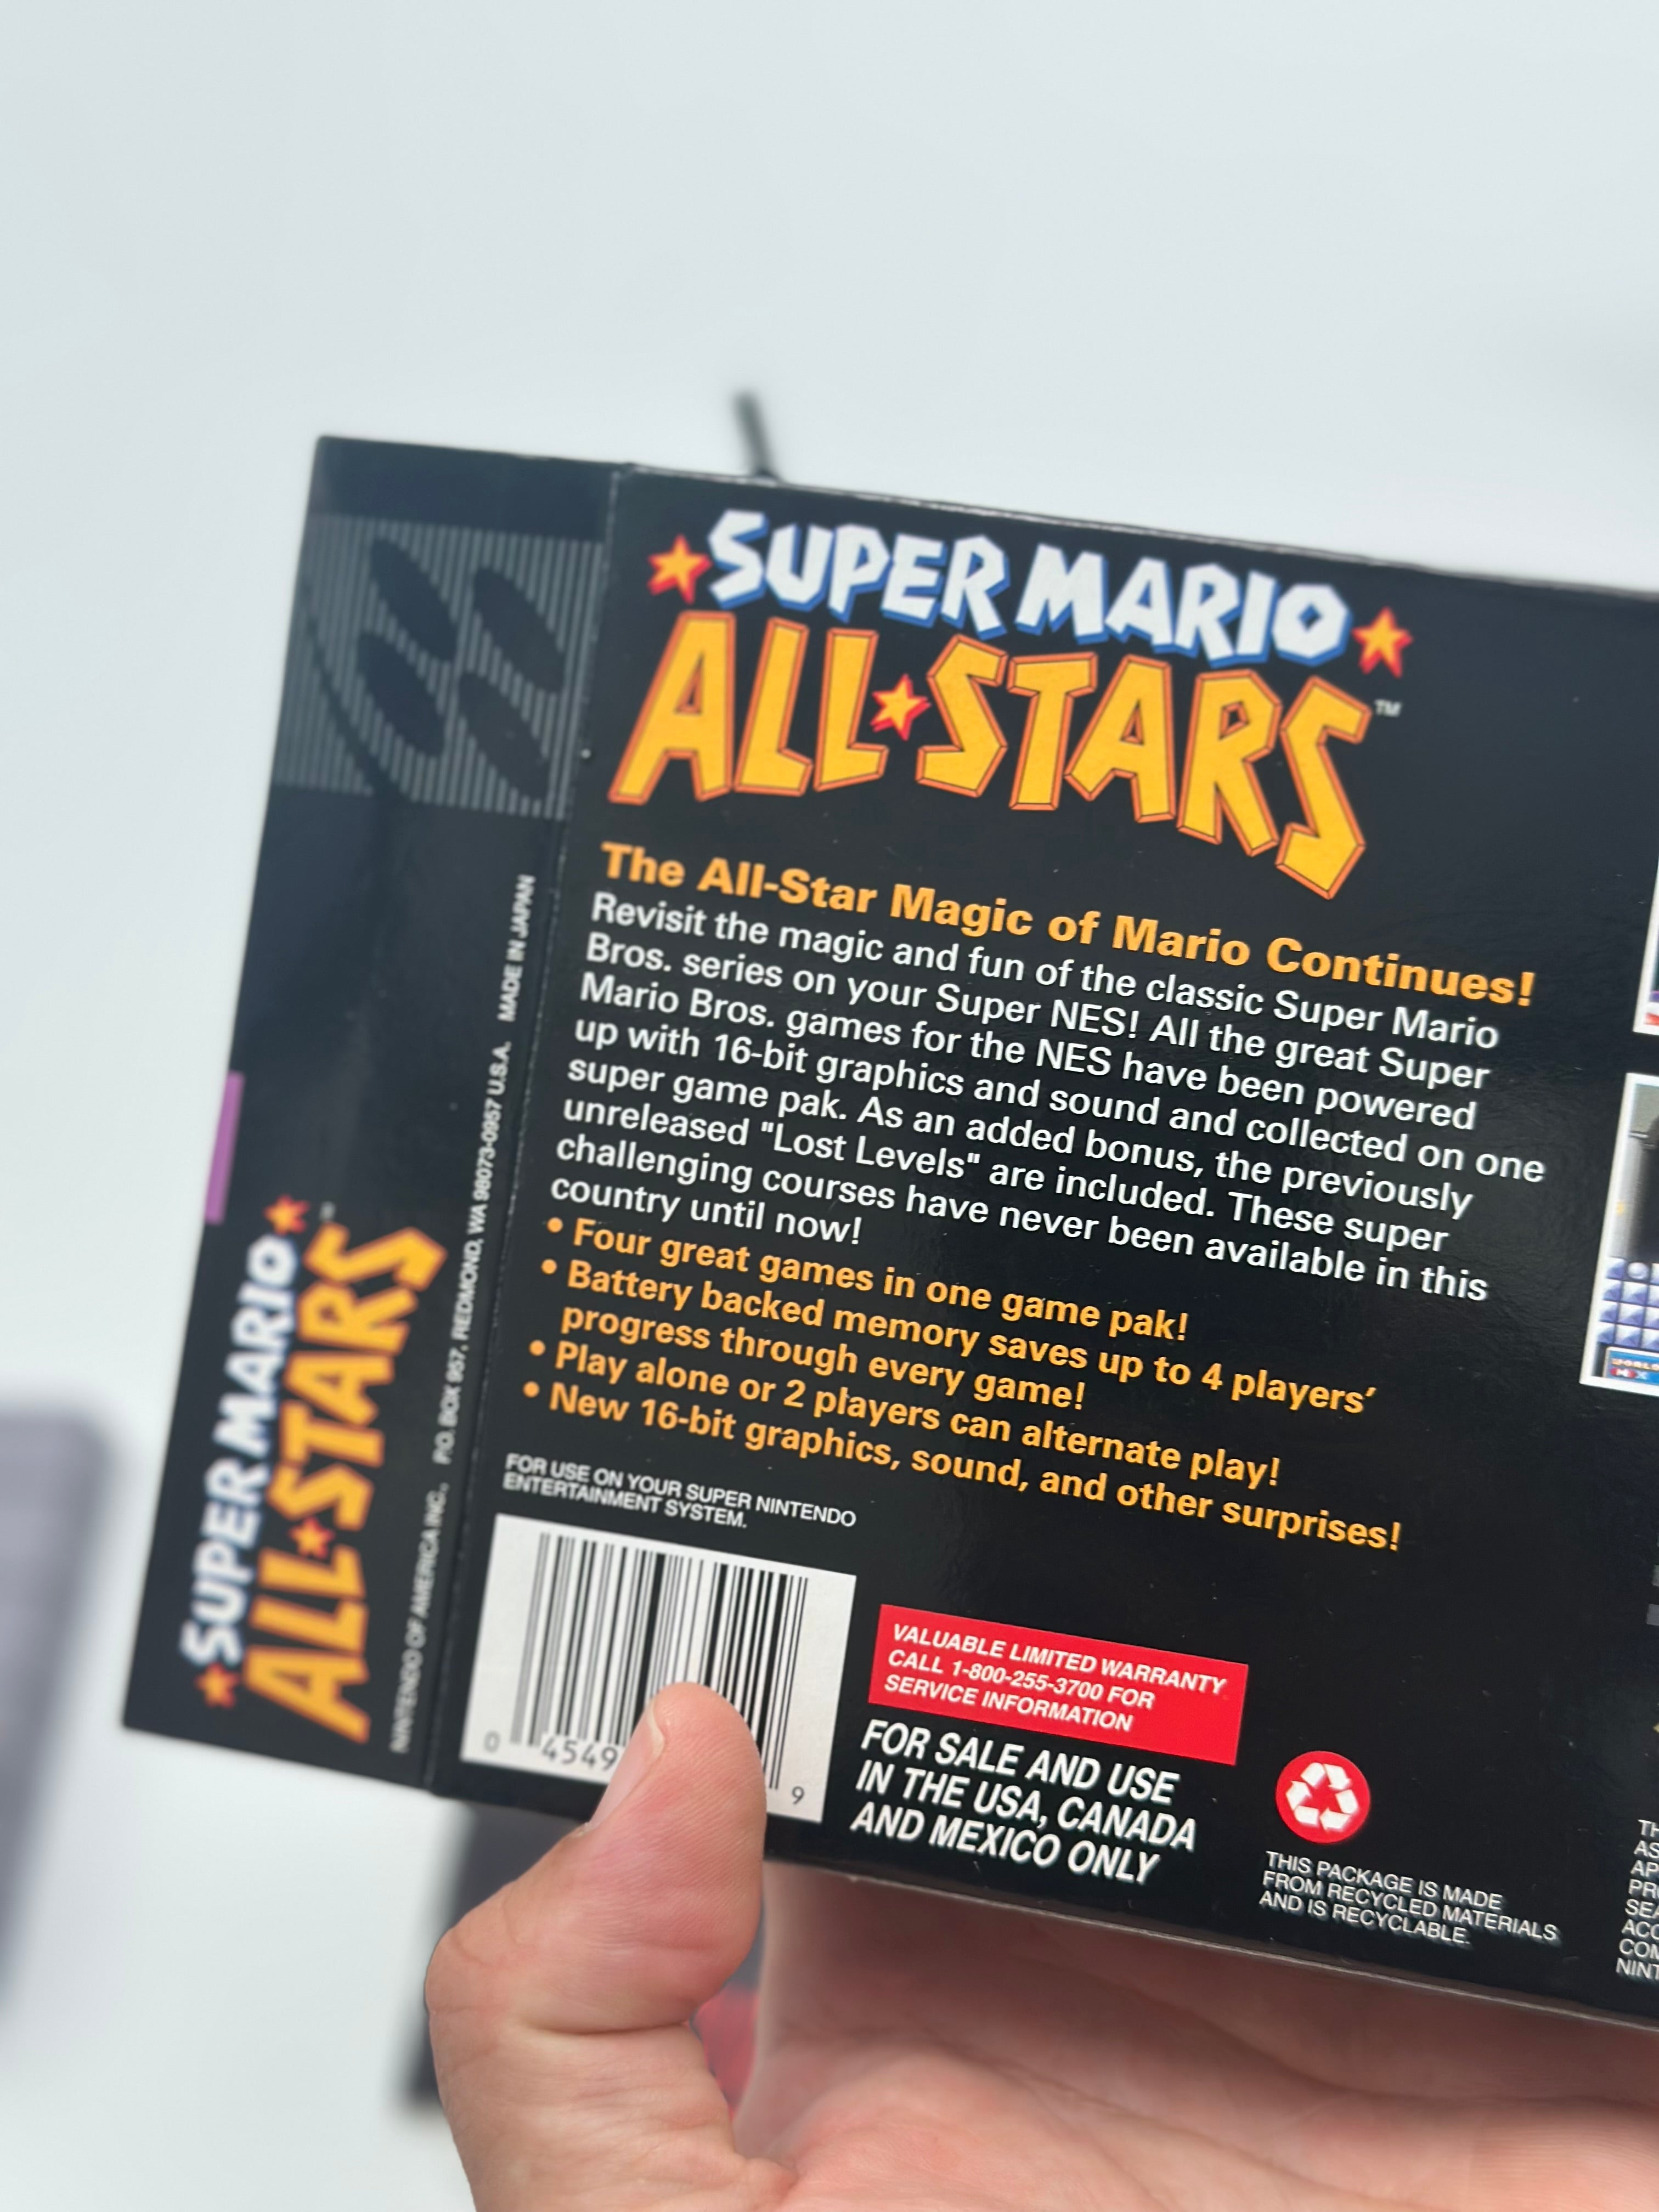 SUPER MARIO
ALL★STARS
NINTENDO OF AMERICA INC. P.O. BOX 957, REDMOND, WA 98073-0957 U.S.A. MADE IN JAPAN
SUPER MARIO
ALL★STARS™
The All-Star Magic of Mario Continues!
Revisit the magic and fun of the classic Super Mario
Bros. series on your Super NES! All the great Super
Mario Bros. games for the NES have been powered
up with 16-bit graphics and sound and collected on one
super game pak. As an added bonus, the previously
unreleased "Lost Levels" are included. These super
challenging courses have never been available in this
country until now!
• Four great games in one game pak!
• Battery backed memory saves up to 4 players’
progress through every game!
• Play alone or 2 players can alternate play!
• New 16-bit graphics, sound, and other surprises!
FOR USE ON YOUR SUPER NINTENDO
ENTERTAINMENT SYSTEM.
0 4549 9
VALUABLE LIMITED WARRANTY
CALL 1-800-255-3700 FOR
SERVICE INFORMATION
FOR SALE AND USE
IN THE USA, CANADA
AND MEXICO ONLY
THIS PACKAGE IS MADE
FROM RECYCLED MATERIALS
AND IS RECYCLABLE.